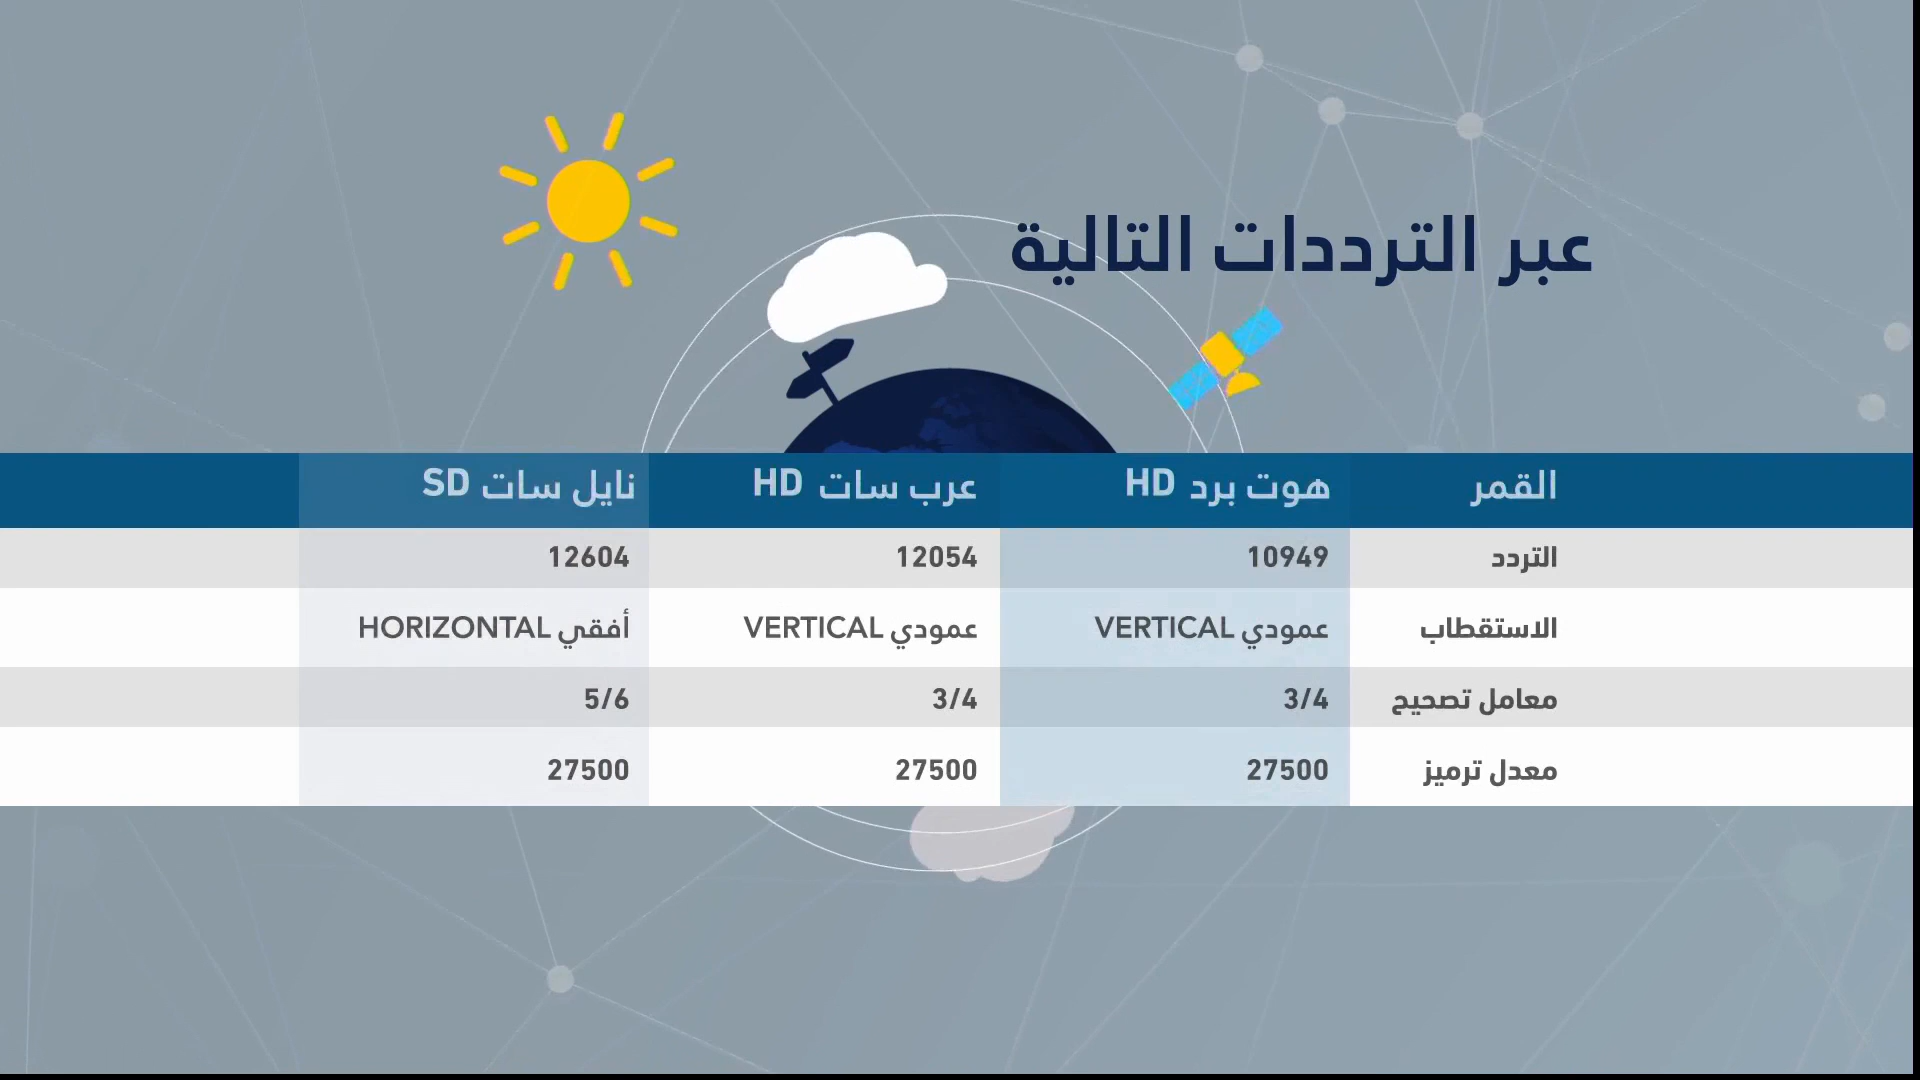 عبر الترددات التالية
القمر هوت برد HD عرب سات HD نايل سات SD
التردد 10949 12054 12604
الاستقطاب عمودي VERTICAL عمودي VERTICAL أفقي HORIZONTAL
معامل تصحيح 3/4 3/4 5/6
معدل ترميز 27500 27500 27500